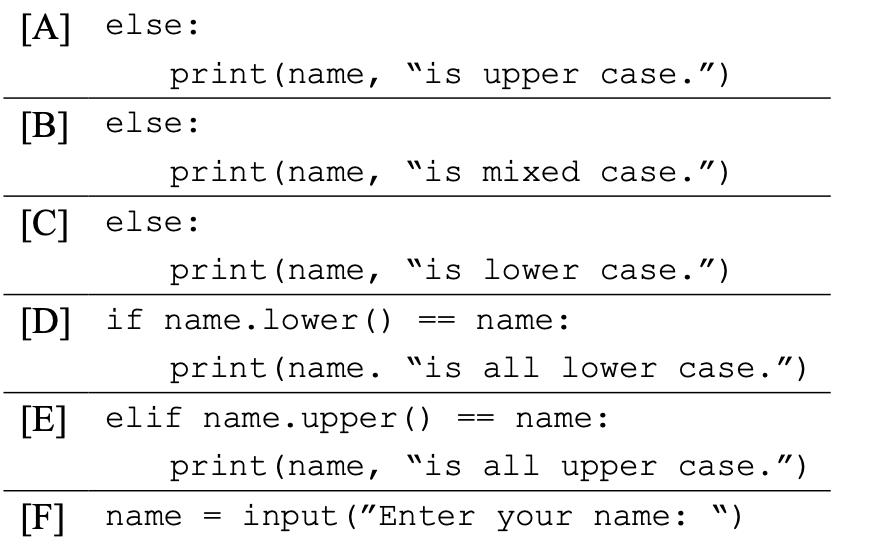 [A] else:
print(name, “is upper case.”)
[B] else:
print(name, “is mixed case.”)
[C] else:
print(name, “is lower case.”)
[D] if name.lower() == name:
print(name. “is all lower case.”)
[E] elif name.upper() == name:
print(name, “is all upper case.”)
[F] name = input(”Enter your name: “)